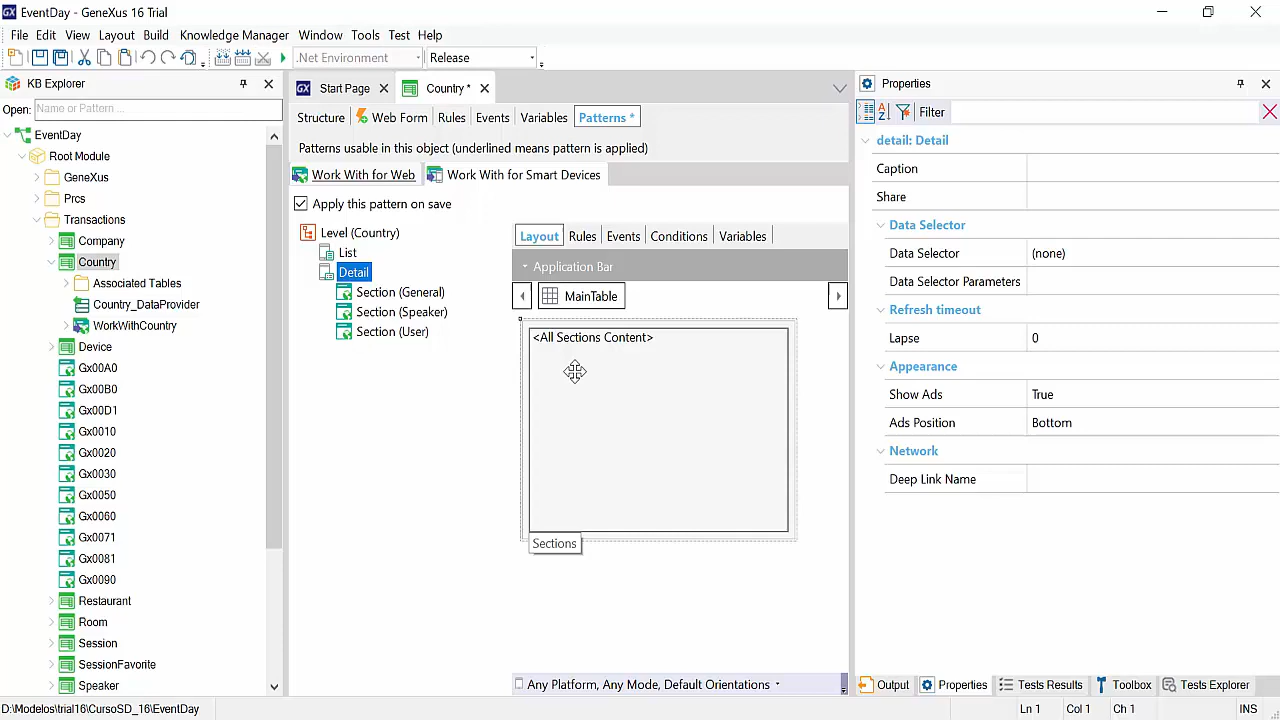 EventDay - GeneXus 16 Trial
File Edit View Layout Build Knowledge Manager Window Tools Test Help
.Net Environment Release
KB Explorer
Open: Name or Pattern ...
EventDay
Root Module
GeneXus
Prcs
Transactions
Company
Country
Associated Tables
Country_DataProvider
WorkWithCountry
Device
Gx00A0
Gx00B0
Gx00D1
Gx0010
Gx0020
Gx0030
Gx0050
Gx0060
Gx0071
Gx0081
Gx0090
Restaurant
Room
Session
SessionFavorite
Speaker
Start Page Country *
Structure Web Form Rules Events Variables Patterns *
Patterns usable in this object (underlined means pattern is applied)
Work With for Web Work With for Smart Devices
Apply this pattern on save
Level (Country)
List
Detail
Section (General)
Section (Speaker)
Section (User)
Layout Rules Events Conditions Variables
Application Bar
MainTable
<All Sections Content>
Sections
Any Platform, Any Mode, Default Orientations
Properties
Filter
detail: Detail
Caption
Share
Data Selector
Data Selector (none)
Data Selector Parameters
Refresh timeout
Lapse 0
Appearance
Show Ads True
Ads Position Bottom
Network
Deep Link Name
Output Properties Tests Results Toolbox Tests Explorer
D:\Modelos\trial16\CursoSD_16\EventDay Ln 1 Col 1 Ch 1 INS